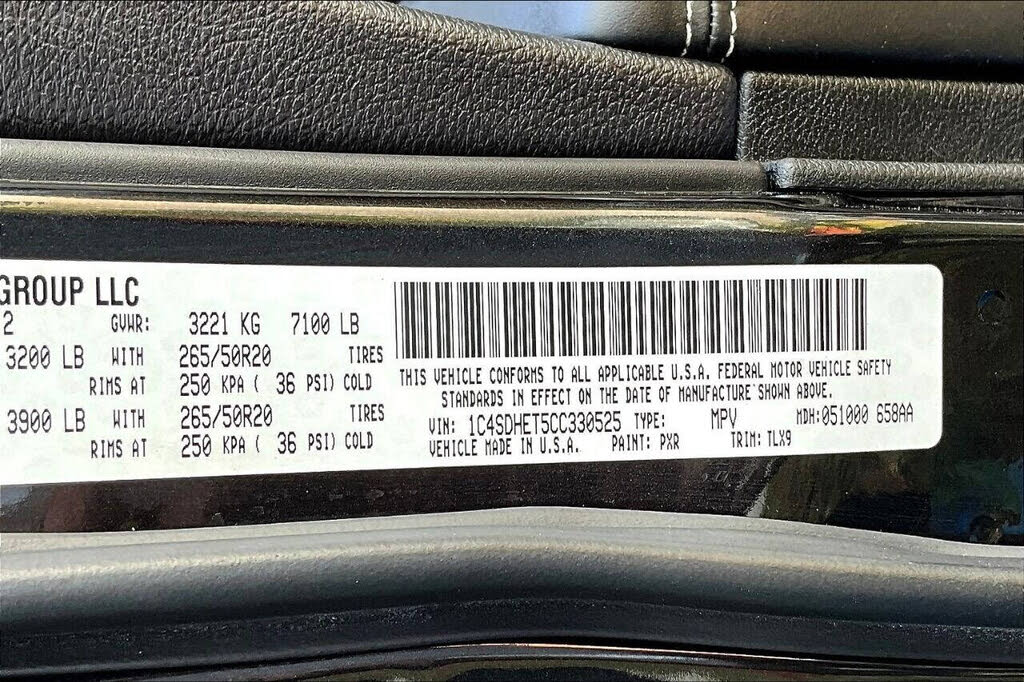 GROUP LLC
2 GVWR: 3221 KG 7100 LB
3200 LB WITH 265/50R20 TIRES
RIMS AT 250 KPA ( 36 PSI) COLD
3900 LB WITH 265/50R20 TIRES
RIMS AT 250 KPA ( 36 PSI) COLD
THIS VEHICLE CONFORMS TO ALL APPLICABLE U.S.A. FEDERAL MOTOR VEHICLE SAFETY
STANDARDS IN EFFECT ON THE DATE OF MANUFACTURE SHOWN ABOVE.
VIN: 1C4SDHET5CC330525 TYPE: MPV MDH:051000 658AA
VEHICLE MADE IN U.S.A. PAINT: PXR TRIM: TLX9